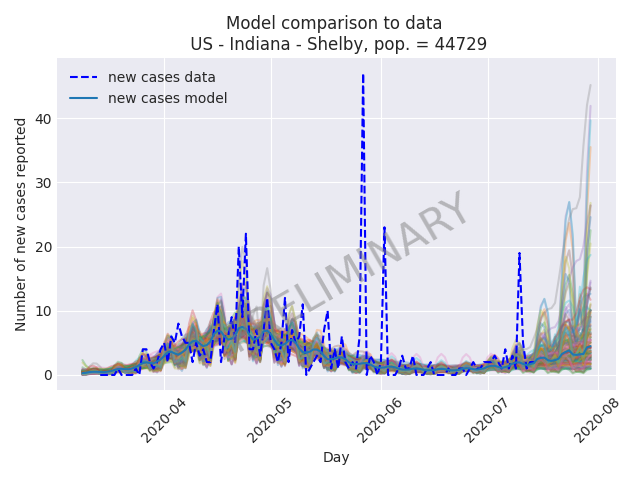 Model comparison to data
US - Indiana - Shelby, pop. = 44729
new cases data
new cases model
Number of new cases reported
40
30
20
10
0
PRELIMINARY
2020-04
2020-05
2020-06
2020-07
2020-08
Day